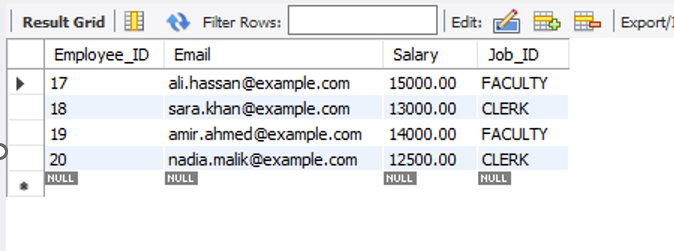 Result Grid Filter Rows: Edit: Export/I
Employee_ID Email Salary Job_ID
17 ali.hassan@example.com 15000.00 FACULTY
18 sara.khan@example.com 13000.00 CLERK
19 amir.ahmed@example.com 14000.00 FACULTY
20 nadia.malik@example.com 12500.00 CLERK
NULL NULL NULL NULL